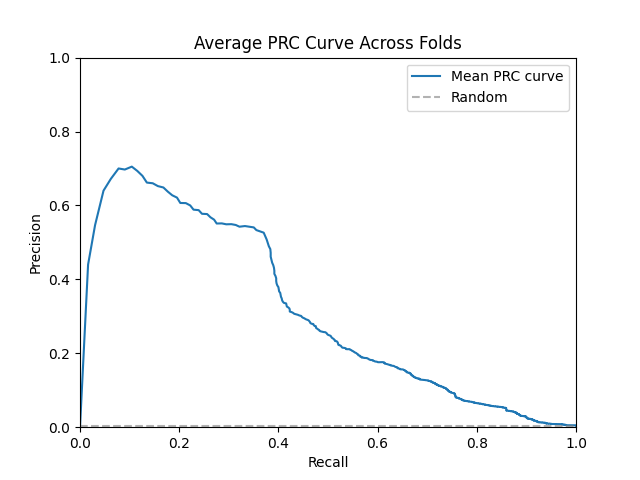 Average PRC Curve Across Folds
1.0
0.8
0.6
0.4
0.2
0.0
Precision
Mean PRC curve
Random
0.0 0.2 0.4 0.6 0.8 1.0
Recall